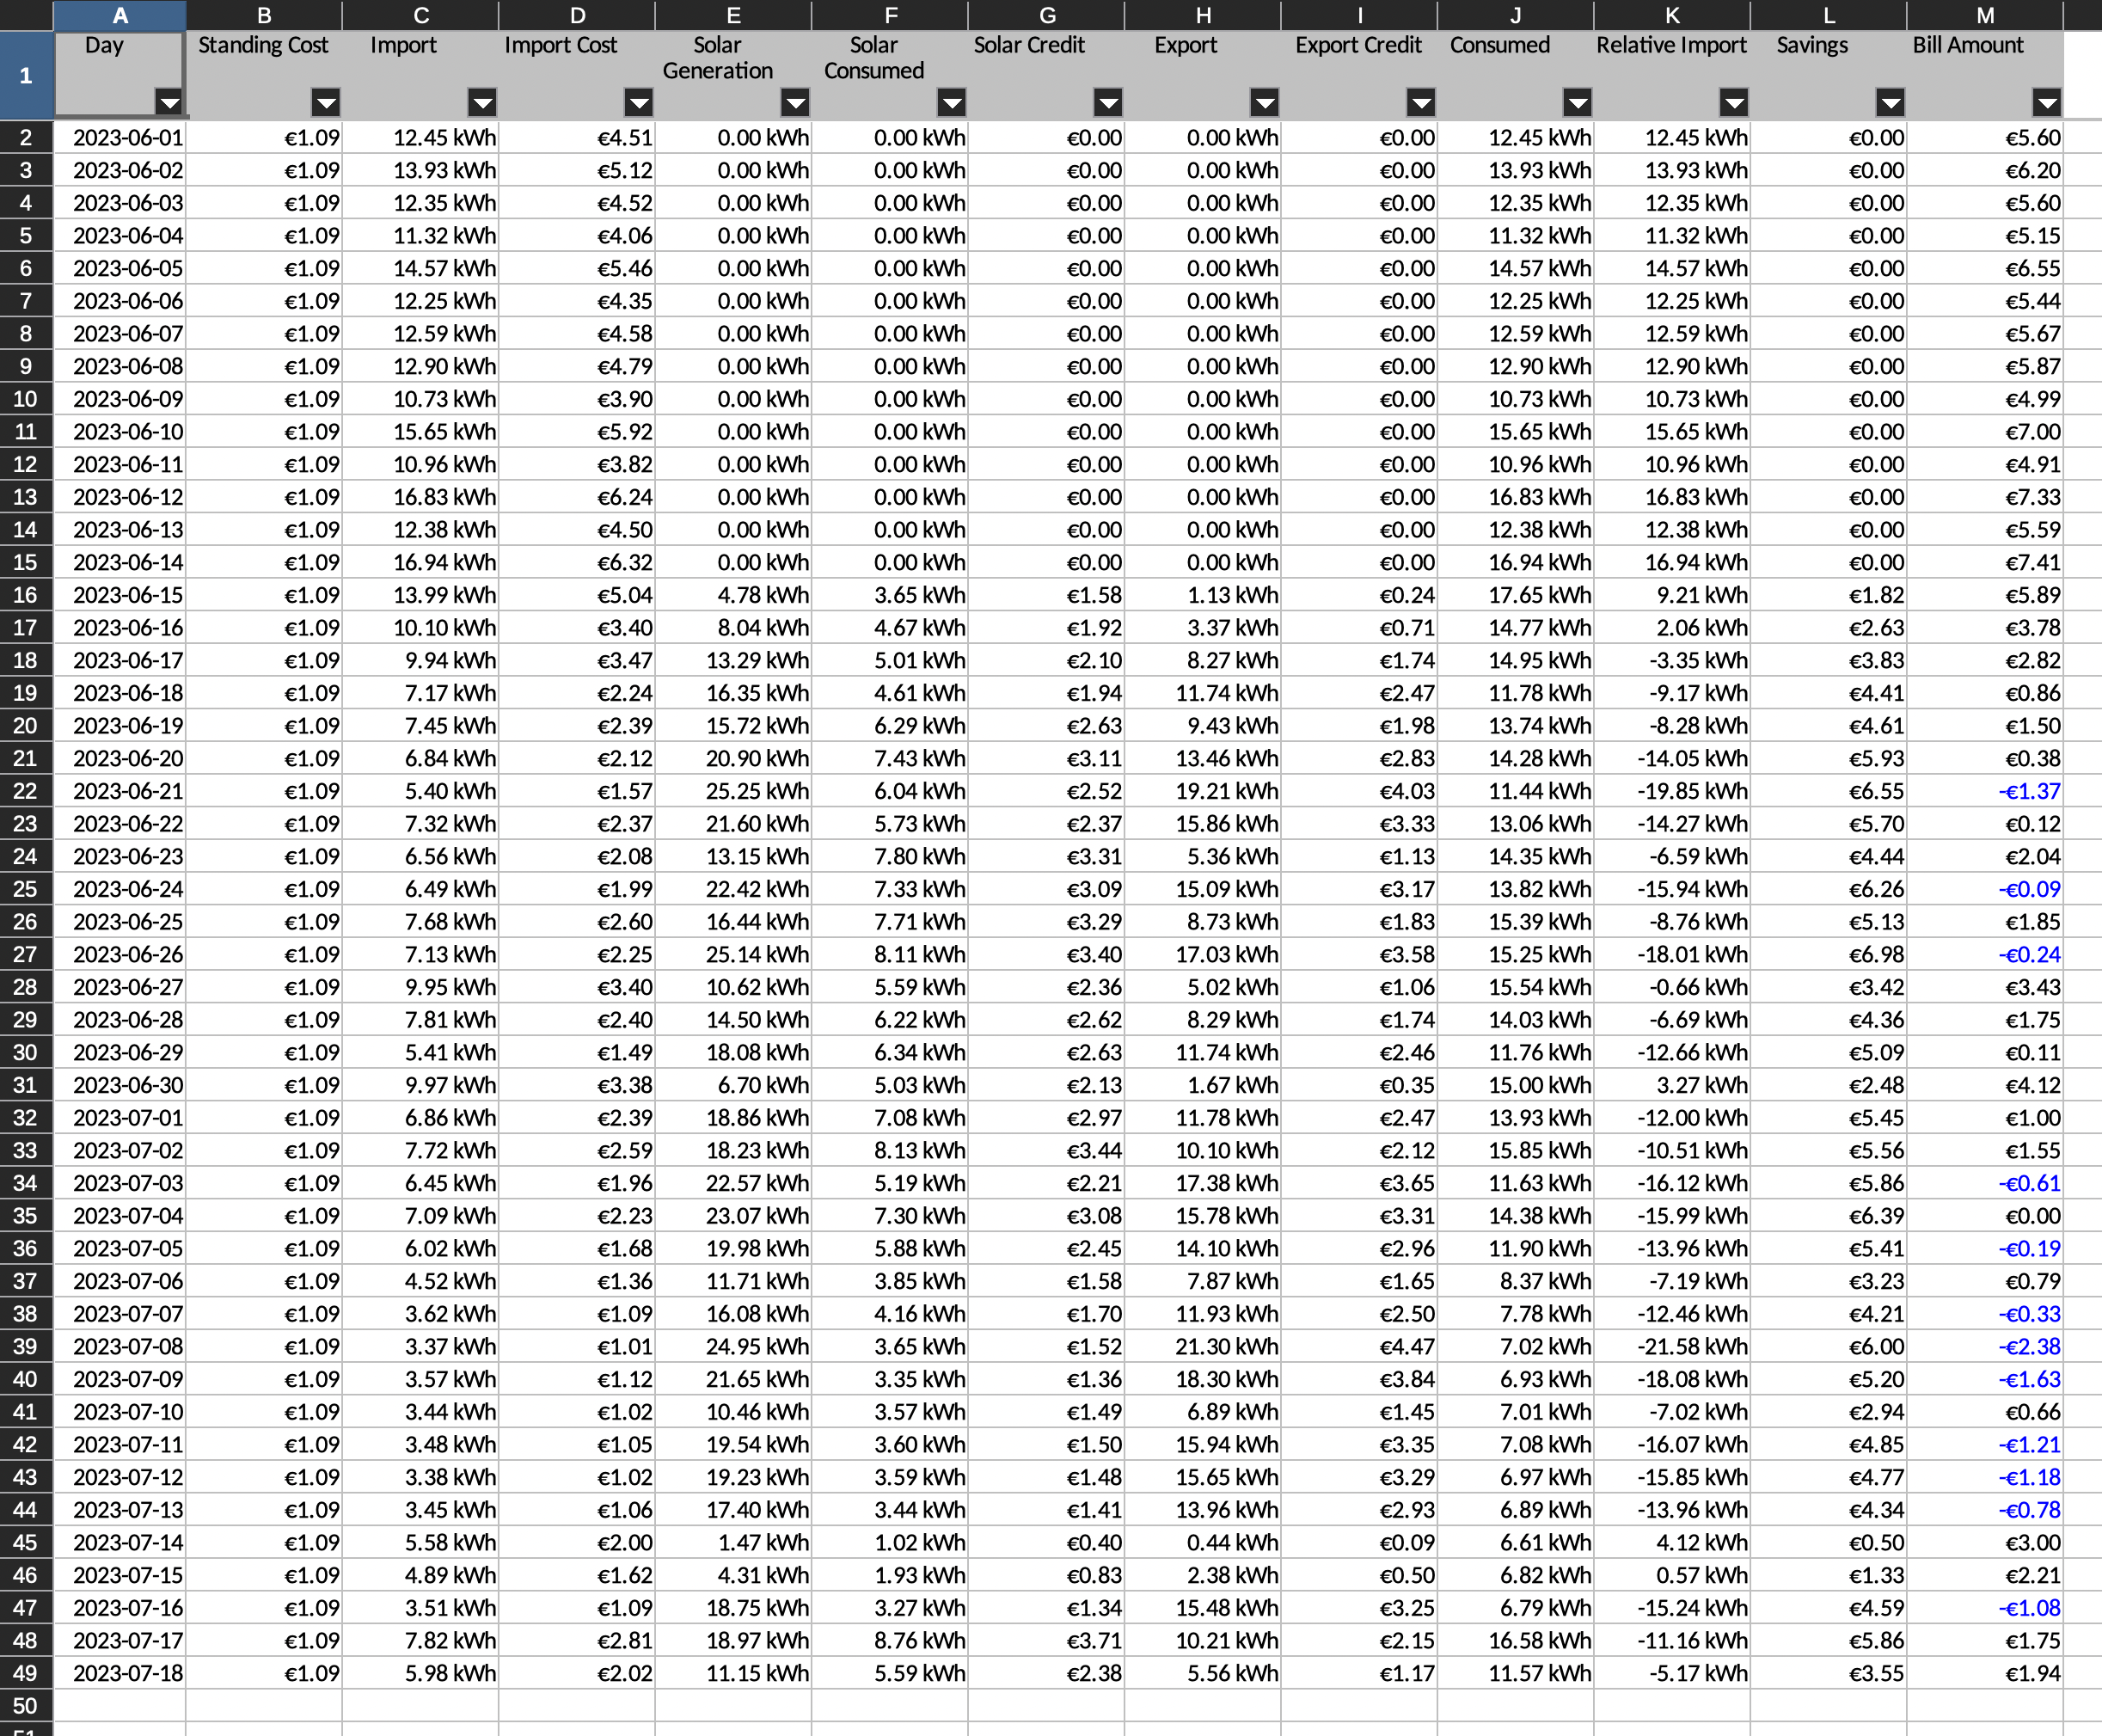 A B C D E F G H I J K L M
1 Day Standing Cost Import Import Cost Solar Generation Solar Consumed Solar Credit Export Export Credit Consumed Relative Import Savings Bill Amount
2 2023-06-01 €1.09 12.45 kWh €4.51 0.00 kWh 0.00 kWh €0.00 0.00 kWh €0.00 12.45 kWh 12.45 kWh €0.00 €5.60
3 2023-06-02 €1.09 13.93 kWh €5.12 0.00 kWh 0.00 kWh €0.00 0.00 kWh €0.00 13.93 kWh 13.93 kWh €0.00 €6.20
4 2023-06-03 €1.09 12.35 kWh €4.52 0.00 kWh 0.00 kWh €0.00 0.00 kWh €0.00 12.35 kWh 12.35 kWh €0.00 €5.60
5 2023-06-04 €1.09 11.32 kWh €4.06 0.00 kWh 0.00 kWh €0.00 0.00 kWh €0.00 11.32 kWh 11.32 kWh €0.00 €5.15
6 2023-06-05 €1.09 14.57 kWh €5.46 0.00 kWh 0.00 kWh €0.00 0.00 kWh €0.00 14.57 kWh 14.57 kWh €0.00 €6.55
7 2023-06-06 €1.09 12.25 kWh €4.35 0.00 kWh 0.00 kWh €0.00 0.00 kWh €0.00 12.25 kWh 12.25 kWh €0.00 €5.44
8 2023-06-07 €1.09 12.59 kWh €4.58 0.00 kWh 0.00 kWh €0.00 0.00 kWh €0.00 12.59 kWh 12.59 kWh €0.00 €5.67
9 2023-06-08 €1.09 12.90 kWh €4.79 0.00 kWh 0.00 kWh €0.00 0.00 kWh €0.00 12.90 kWh 12.90 kWh €0.00 €5.87
10 2023-06-09 €1.09 10.73 kWh €3.90 0.00 kWh 0.00 kWh €0.00 0.00 kWh €0.00 10.73 kWh 10.73 kWh €0.00 €4.99
11 2023-06-10 €1.09 15.65 kWh €5.92 0.00 kWh 0.00 kWh €0.00 0.00 kWh €0.00 15.65 kWh 15.65 kWh €0.00 €7.00
12 2023-06-11 €1.09 10.96 kWh €3.82 0.00 kWh 0.00 kWh €0.00 0.00 kWh €0.00 10.96 kWh 10.96 kWh €0.00 €4.91
13 2023-06-12 €1.09 16.83 kWh €6.24 0.00 kWh 0.00 kWh €0.00 0.00 kWh €0.00 16.83 kWh 16.83 kWh €0.00 €7.33
14 2023-06-13 €1.09 12.38 kWh €4.50 0.00 kWh 0.00 kWh €0.00 0.00 kWh €0.00 12.38 kWh 12.38 kWh €0.00 €5.59
15 2023-06-14 €1.09 16.94 kWh €6.32 0.00 kWh 0.00 kWh €0.00 0.00 kWh €0.00 16.94 kWh 16.94 kWh €0.00 €7.41
16 2023-06-15 €1.09 13.99 kWh €5.04 4.78 kWh 3.65 kWh €1.58 1.13 kWh €0.24 17.65 kWh 9.21 kWh €1.82 €5.89
17 2023-06-16 €1.09 10.10 kWh €3.40 8.04 kWh 4.67 kWh €1.92 3.37 kWh €0.71 14.77 kWh 2.06 kWh €2.63 €3.78
18 2023-06-17 €1.09 9.94 kWh €3.47 13.29 kWh 5.01 kWh €2.10 8.27 kWh €1.74 14.95 kWh -3.35 kWh €3.83 €2.82
19 2023-06-18 €1.09 7.17 kWh €2.24 16.35 kWh 4.61 kWh €1.94 11.74 kWh €2.47 11.78 kWh -9.17 kWh €4.41 €0.86
20 2023-06-19 €1.09 7.45 kWh €2.39 15.72 kWh 6.29 kWh €2.63 9.43 kWh €1.98 13.74 kWh -8.28 kWh €4.61 €1.50
21 2023-06-20 €1.09 6.84 kWh €2.12 20.90 kWh 7.43 kWh €3.11 13.46 kWh €2.83 14.28 kWh -14.05 kWh €5.93 €0.38
22 2023-06-21 €1.09 5.40 kWh €1.57 25.25 kWh 6.04 kWh €2.52 19.21 kWh €4.03 11.44 kWh -19.85 kWh €6.55 -€1.37
23 2023-06-22 €1.09 7.32 kWh €2.37 21.60 kWh 5.73 kWh €2.37 15.86 kWh €3.33 13.06 kWh -14.27 kWh €5.70 €0.12
24 2023-06-23 €1.09 6.56 kWh €2.08 13.15 kWh 7.80 kWh €3.31 5.36 kWh €1.13 14.35 kWh -6.59 kWh €4.44 €2.04
25 2023-06-24 €1.09 6.49 kWh €1.99 22.42 kWh 7.33 kWh €3.09 15.09 kWh €3.17 13.82 kWh -15.94 kWh €6.26 -€0.09
26 2023-06-25 €1.09 7.68 kWh €2.60 16.44 kWh 7.71 kWh €3.29 8.73 kWh €1.83 15.39 kWh -8.76 kWh €5.13 €1.85
27 2023-06-26 €1.09 7.13 kWh €2.25 25.14 kWh 8.11 kWh €3.40 17.03 kWh €3.58 15.25 kWh -18.01 kWh €6.98 -€0.24
28 2023-06-27 €1.09 9.95 kWh €3.40 10.62 kWh 5.59 kWh €2.36 5.02 kWh €1.06 15.54 kWh -0.66 kWh €3.42 €3.43
29 2023-06-28 €1.09 7.81 kWh €2.40 14.50 kWh 6.22 kWh €2.62 8.29 kWh €1.74 14.03 kWh -6.69 kWh €4.36 €1.75
30 2023-06-29 €1.09 5.41 kWh €1.49 18.08 kWh 6.34 kWh €2.63 11.74 kWh €2.46 11.76 kWh -12.66 kWh €5.09 €0.11
31 2023-06-30 €1.09 9.97 kWh €3.38 6.70 kWh 5.03 kWh €2.13 1.67 kWh €0.35 15.00 kWh 3.27 kWh €2.48 €4.12
32 2023-07-01 €1.09 6.86 kWh €2.39 18.86 kWh 7.08 kWh €2.97 11.78 kWh €2.47 13.93 kWh -12.00 kWh €5.45 €1.00
33 2023-07-02 €1.09 7.72 kWh €2.59 18.23 kWh 8.13 kWh €3.44 10.10 kWh €2.12 15.85 kWh -10.51 kWh €5.56 €1.55
34 2023-07-03 €1.09 6.45 kWh €1.96 22.57 kWh 5.19 kWh €2.21 17.38 kWh €3.65 11.63 kWh -16.12 kWh €5.86 -€0.61
35 2023-07-04 €1.09 7.09 kWh €2.23 23.07 kWh 7.30 kWh €3.08 15.78 kWh €3.31 14.38 kWh -15.99 kWh €6.39 €0.00
36 2023-07-05 €1.09 6.02 kWh €1.68 19.98 kWh 5.88 kWh €2.45 14.10 kWh €2.96 11.90 kWh -13.96 kWh €5.41 -€0.19
37 2023-07-06 €1.09 4.52 kWh €1.36 11.71 kWh 3.85 kWh €1.58 7.87 kWh €1.65 8.37 kWh -7.19 kWh €3.23 €0.79
38 2023-07-07 €1.09 3.62 kWh €1.09 16.08 kWh 4.16 kWh €1.70 11.93 kWh €2.50 7.78 kWh -12.46 kWh €4.21 -€0.33
39 2023-07-08 €1.09 3.37 kWh €1.01 24.95 kWh 3.65 kWh €1.52 21.30 kWh €4.47 7.02 kWh -21.58 kWh €6.00 -€2.38
40 2023-07-09 €1.09 3.57 kWh €1.12 21.65 kWh 3.35 kWh €1.36 18.30 kWh €3.84 6.93 kWh -18.08 kWh €5.20 -€1.63
41 2023-07-10 €1.09 3.44 kWh €1.02 10.46 kWh 3.57 kWh €1.49 6.89 kWh €1.45 7.01 kWh -7.02 kWh €2.94 €0.66
42 2023-07-11 €1.09 3.48 kWh €1.05 19.54 kWh 3.60 kWh €1.50 15.94 kWh €3.35 7.08 kWh -16.07 kWh €4.85 -€1.21
43 2023-07-12 €1.09 3.38 kWh €1.02 19.23 kWh 3.59 kWh €1.48 15.65 kWh €3.29 6.97 kWh -15.85 kWh €4.77 -€1.18
44 2023-07-13 €1.09 3.45 kWh €1.06 17.40 kWh 3.44 kWh €1.41 13.96 kWh €2.93 6.89 kWh -13.96 kWh €4.34 -€0.78
45 2023-07-14 €1.09 5.58 kWh €2.00 1.47 kWh 1.02 kWh €0.40 0.44 kWh €0.09 6.61 kWh 4.12 kWh €0.50 €3.00
46 2023-07-15 €1.09 4.89 kWh €1.62 4.31 kWh 1.93 kWh €0.83 2.38 kWh €0.50 6.82 kWh 0.57 kWh €1.33 €2.21
47 2023-07-16 €1.09 3.51 kWh €1.09 18.75 kWh 3.27 kWh €1.34 15.48 kWh €3.25 6.79 kWh -15.24 kWh €4.59 -€1.08
48 2023-07-17 €1.09 7.82 kWh €2.81 18.97 kWh 8.76 kWh €3.71 10.21 kWh €2.15 16.58 kWh -11.16 kWh €5.86 €1.75
49 2023-07-18 €1.09 5.98 kWh €2.02 11.15 kWh 5.59 kWh €2.38 5.56 kWh €1.17 11.57 kWh -5.17 kWh €3.55 €1.94
50